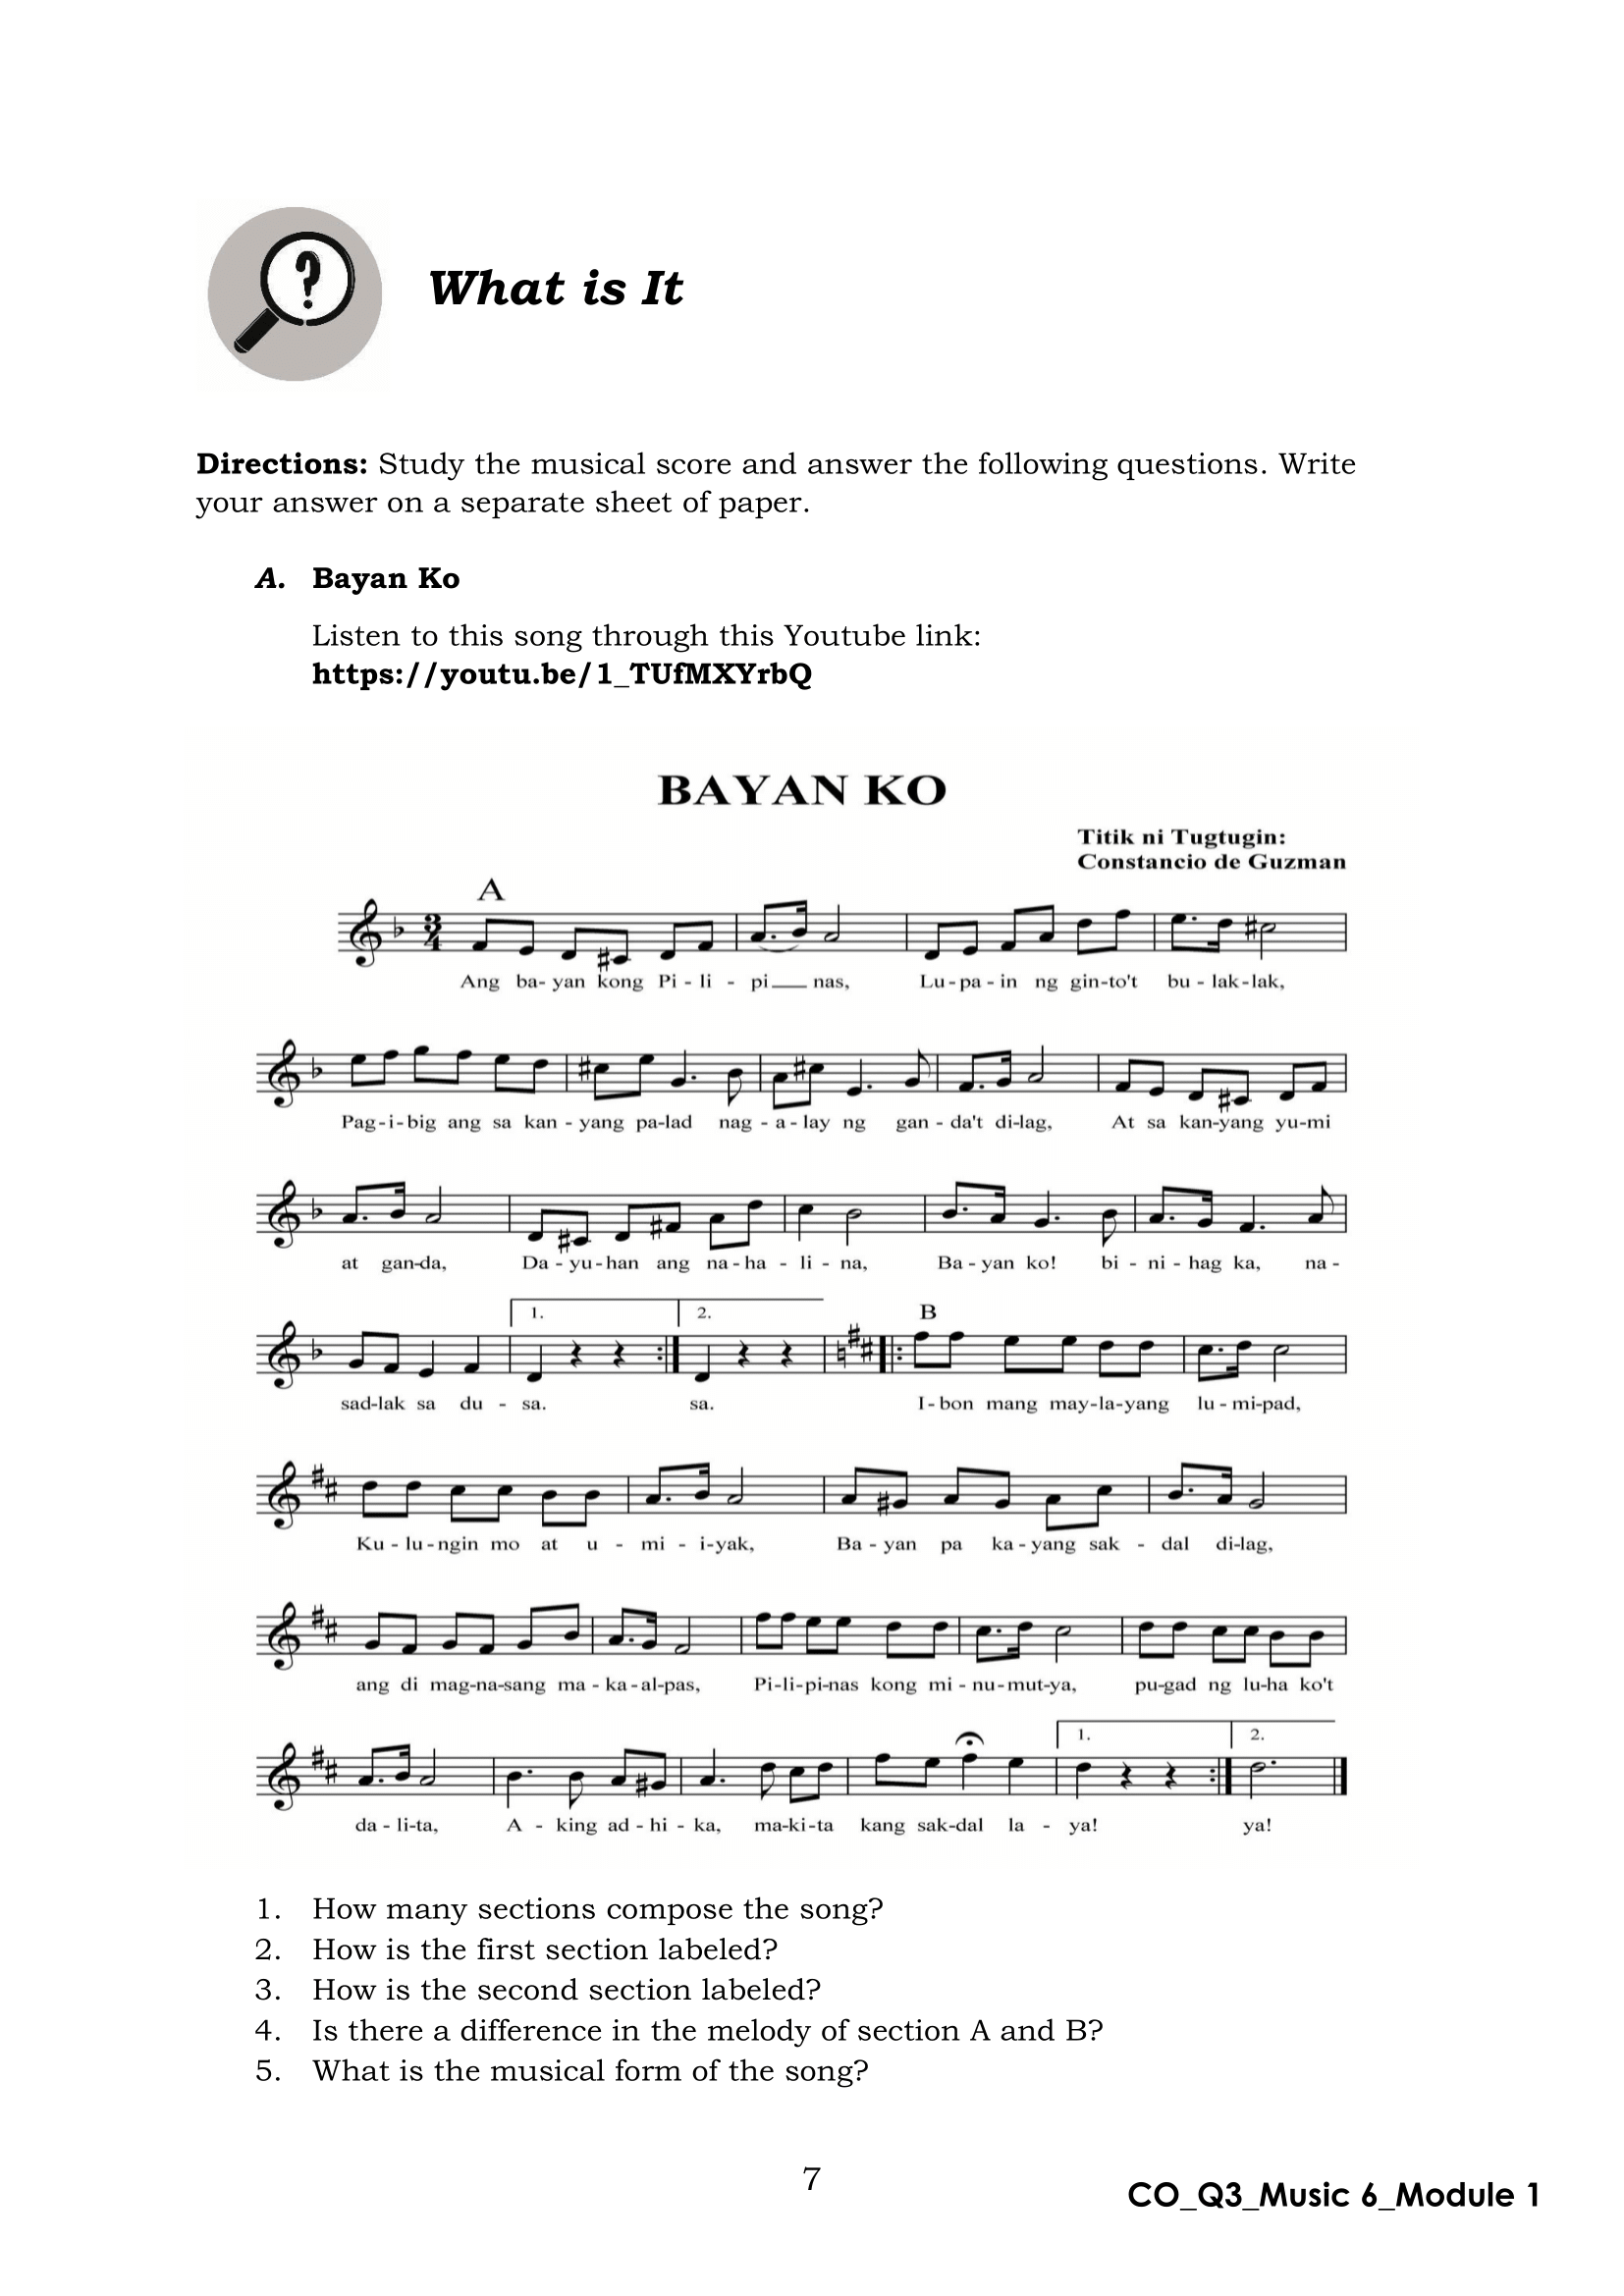 ?
What is It
Directions: Study the musical score and answer the following questions. Write
your answer on a separate sheet of paper.
A. Bayan Ko
Listen to this song through this Youtube link:
https://youtu.be/1_TUfMXYrbQ
BAYAN KO
Titik ni Tugtugin:
Constancio de Guzman
A
3
4
Ang ba- yan kong Pi - li - pi nas, Lu - pa - in ng gin-to't bu - lak - lak,
Pag - i - big ang sa kan - yang pa-lad nag - a - lay ng gan - da't di-lag, At sa kan-yang yu-mi
at gan-da, Da - yu - han ang na - ha - li - na, Ba - yan ko! bi - ni - hag ka, na -
1. 2. B
sad-lak sa du - sa. sa. I - bon mang may-la-yang lu - mi-pad,
Ku - lu - ngin mo at u - mi - i-yak, Ba - yan pa ka - yang sak - dal di-lag,
ang di mag-na-sang ma - ka - al - pas, Pi-li-pi-nas kong mi - nu-mut-ya, pu-gad ng lu-ha ko't
1. 2.
da - li-ta, A - king ad - hi - ka, ma-ki-ta kang sak-dal la - ya! ya!
1. How many sections compose the song?
2. How is the first section labeled?
3. How is the second section labeled?
4. Is there a difference in the melody of section A and B?
5. What is the musical form of the song?
7
CO_Q3_Music 6_Module 1